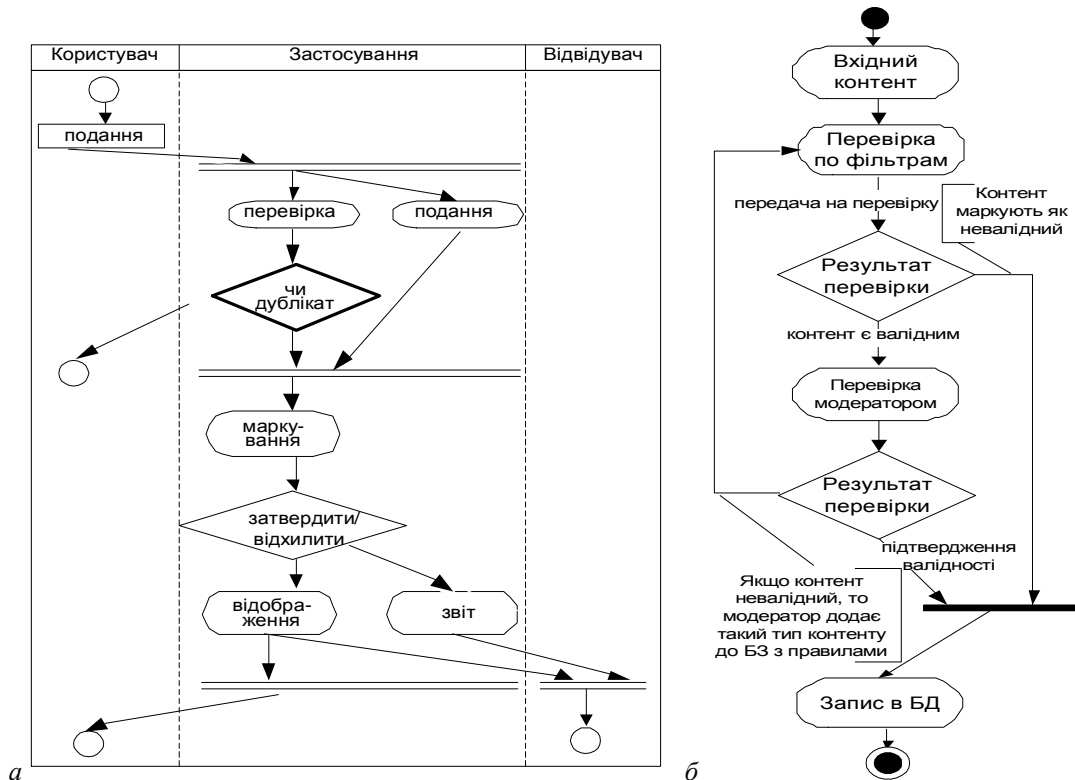 Користувач
Застосування
Відвідувач
подання
перевірка
подання
чи
дублікат
марку-
вання
затвердити/
відхилити
відобра-
ження
звіт
а
Вхідний
контент
Перевірка
по фільтрам
передача на перевірку
Контент
маркують як
невалідний
Результат
перевірки
контент є валідним
Перевірка
модератором
Результат
перевірки
підтвердження
валідності
Якщо контент
невалідний, то
модератор додає
такий тип контенту
до БЗ з правилами
Запис в БД
б